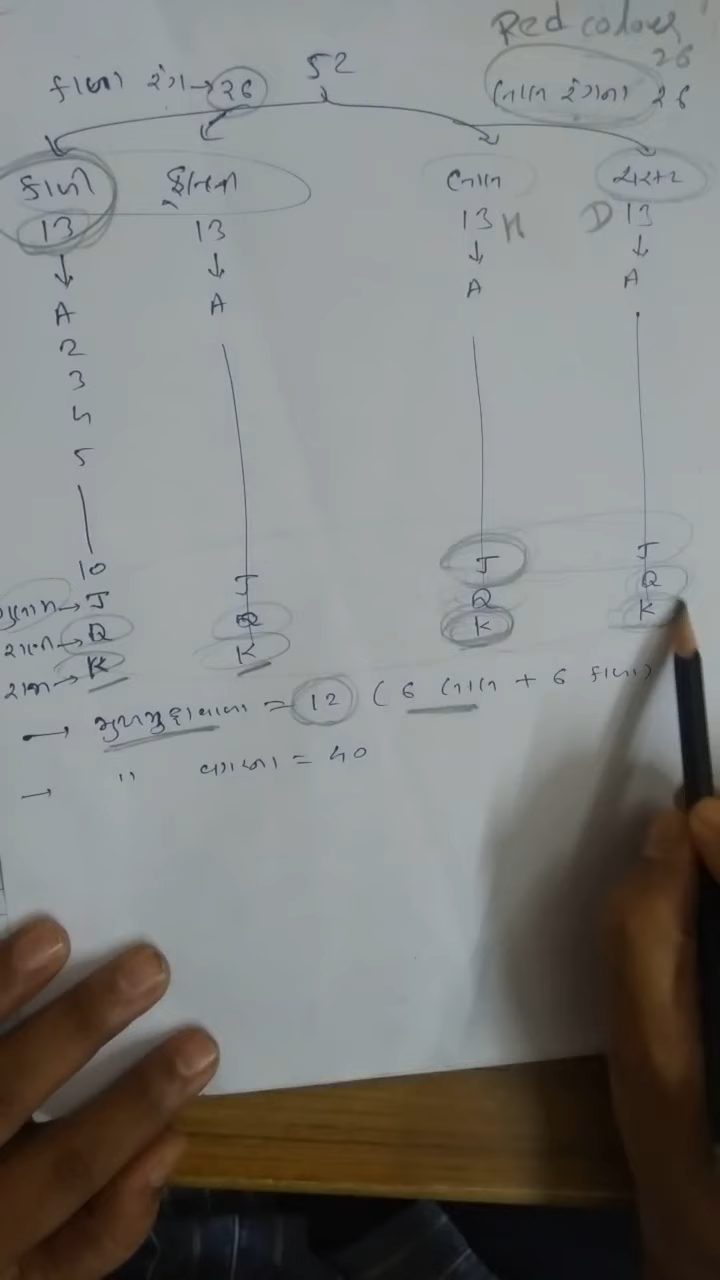 Red colour
26
52
કાળા રંગ → 26
લાલ રંગના 26
કાળી ફૂલની લાલ ચરકટ
13 13 13 H D 13
A A A A
2
3
4
5
10
J J J J
રાણી → Q Q Q Q
રાજા → K K K K
→ મુખમુદ્રાવાળા = 12 ( 6 લાલ + 6 કાળા )
→ " વગરના = 40